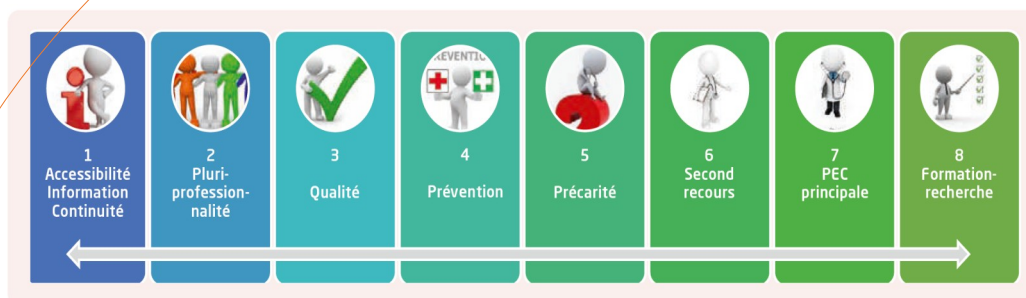 1
Accessibilité
Information
Continuité
2
Pluri-
profession-
nalité
3
Qualité
EVENTIC
4
Prévention
5
Précarité
6
Second
recours
7
PEC
principale
8
Formation-
recherche